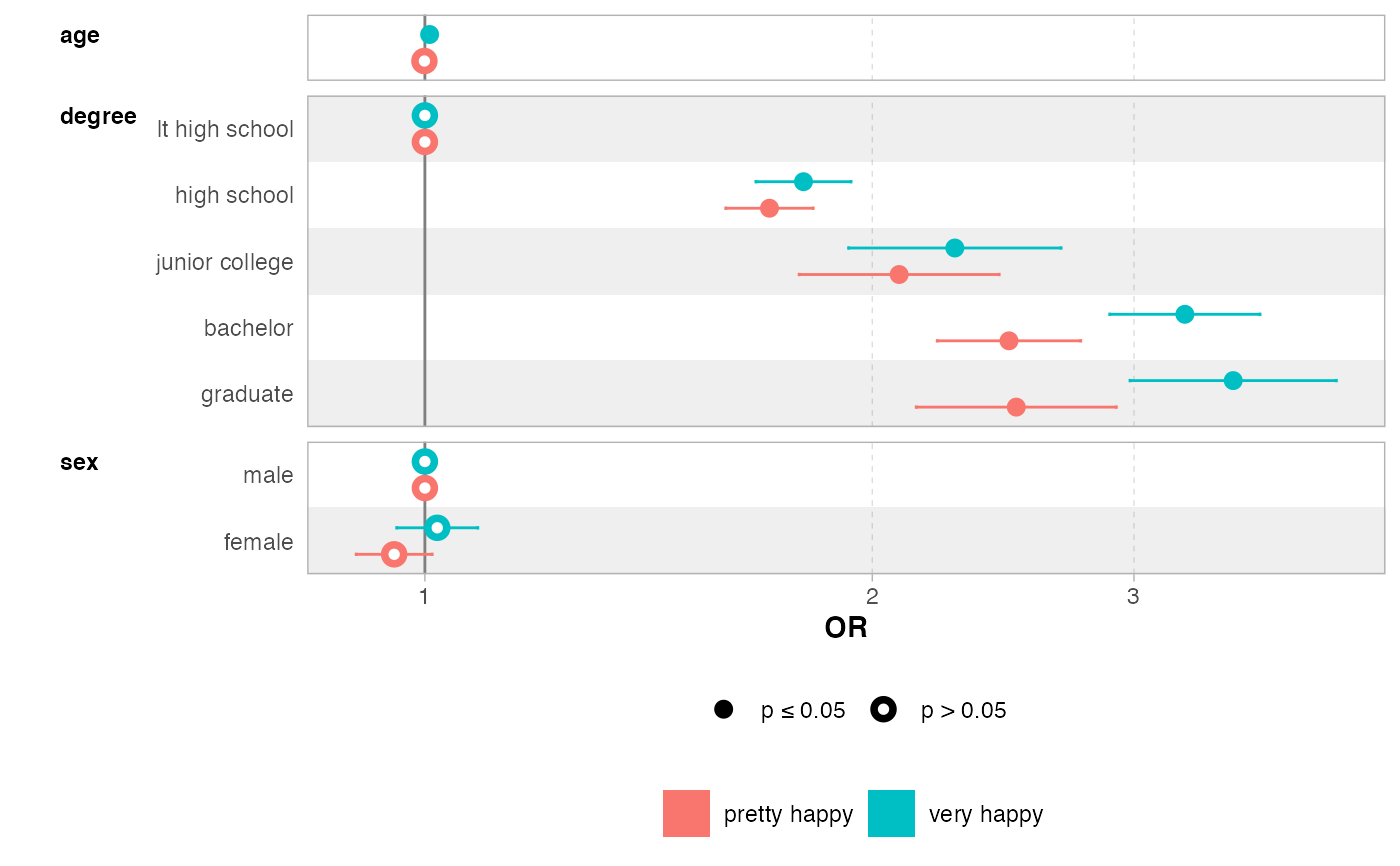 age
degree
lt high school
high school
junior college
bachelor
graduate
sex
male
female
1 2 3
OR
p ≤ 0.05 p > 0.05
pretty happy very happy